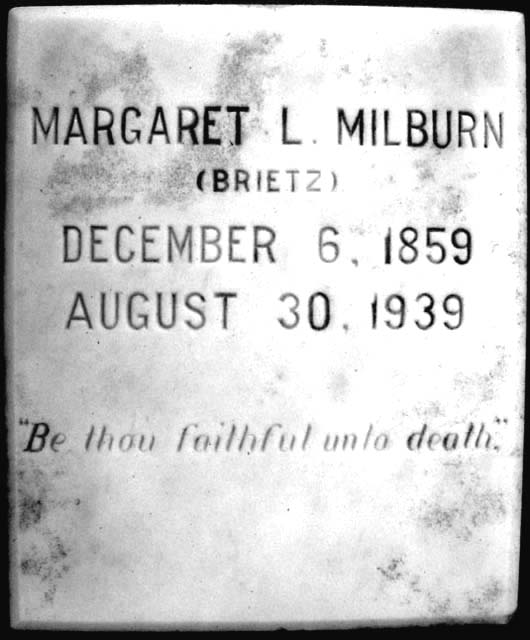 MARGARET L. MILBURN
(BRIETZ)
DECEMBER 6, 1859
AUGUST 30, 1939
"Be thou faithful unto death."